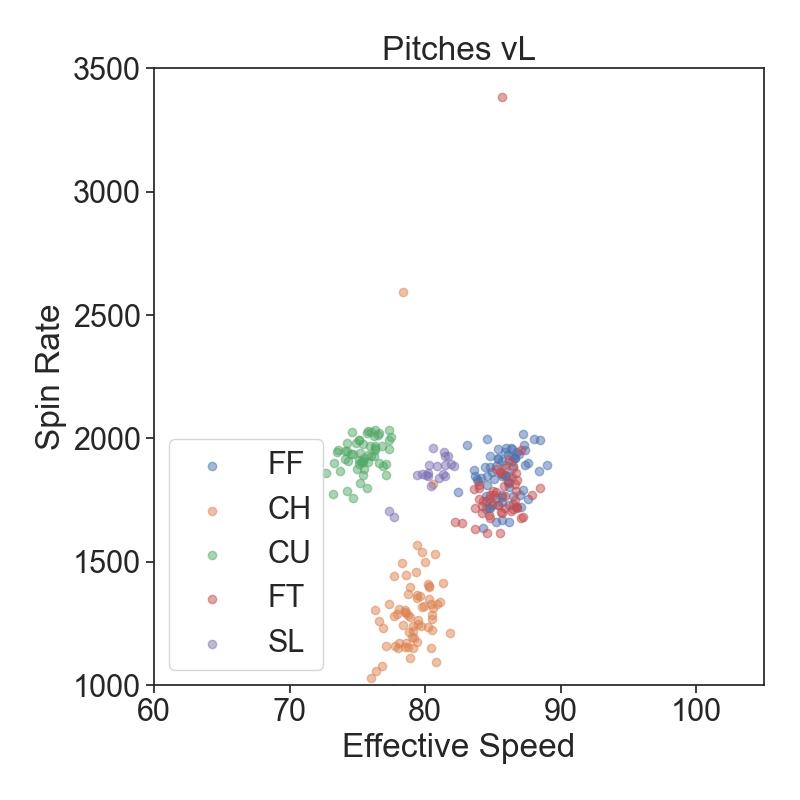 Pitches vL
3500
3000
2500
2000
1500
1000
Spin Rate
FF
CH
CU
FT
SL
60 70 80 90 100
Effective Speed